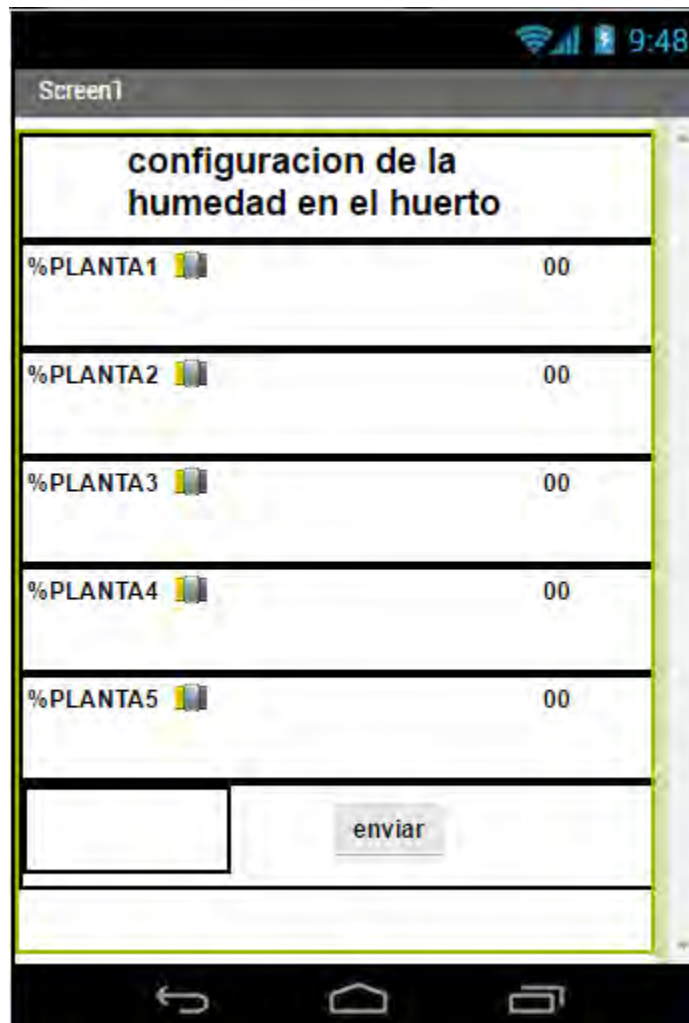 9:48
Screen1
configuracion de la
humedad en el huerto
%PLANTA1 00
%PLANTA2 00
%PLANTA3 00
%PLANTA4 00
%PLANTA5 00
enviar